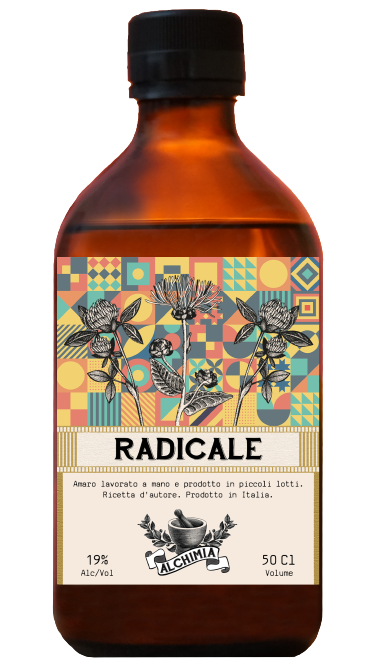 RADICALE
Amaro lavorato a mano e prodotto in piccoli lotti.
Ricetta d'autore. Prodotto in Italia.
ALCHIMIA
19%
Alc/Vol
50 Cl
Volume